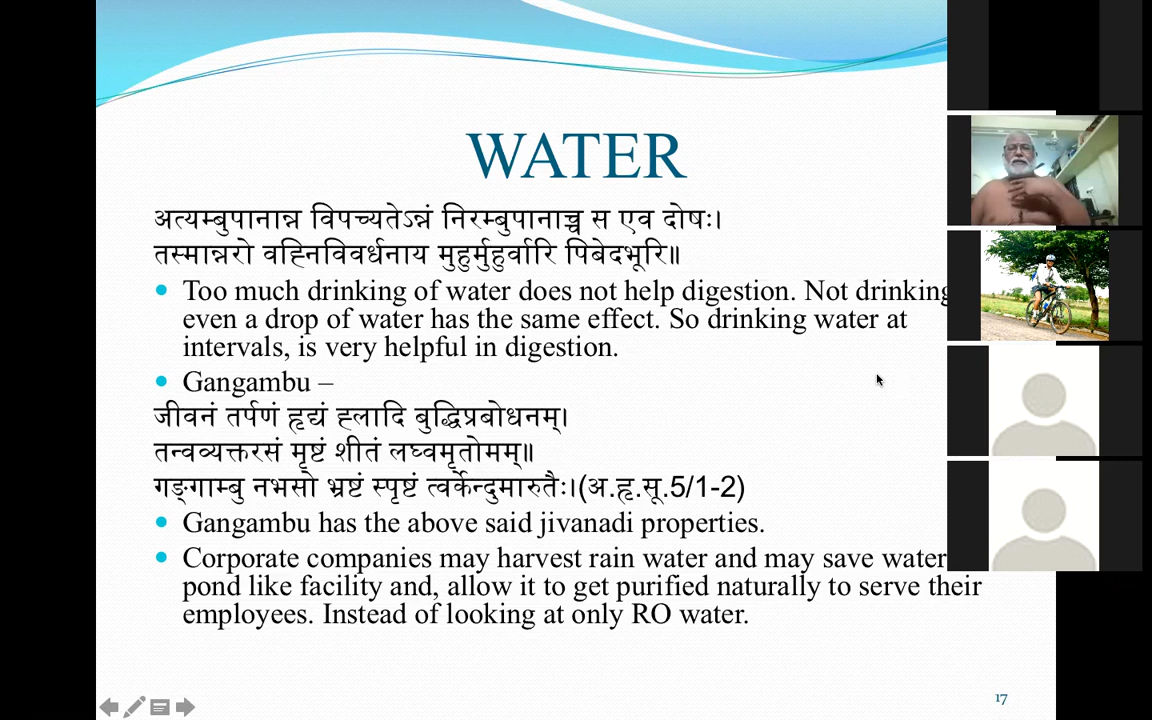 WATER
अत्यम्बुपानान्न विपच्यतेऽन्नं निरम्बुपानाच्च स एव दोषः।
तस्मान्नरो वह्निविवर्धनाय मुहुर्मुहुर्वारि पिबेदभूरि॥
• Too much drinking of water does not help digestion. Not drinking
even a drop of water has the same effect. So drinking water at
intervals, is very helpful in digestion.
• Gangambu –
जीवनं तर्पणं हृद्यं ह्लादि बुद्धिप्रबोधनम्।
तन्वव्यक्तरसं मृष्टं शीतं लघ्वमृतोमम्॥
गङ्गाम्बु नभसो भ्रष्टं स्पृष्टं त्वर्केन्दुमारुतैः।(अ.हृ.सू.5/1-2)
• Gangambu has the above said jivanadi properties.
• Corporate companies may harvest rain water and may save water
pond like facility and, allow it to get purified naturally to serve their
employees. Instead of looking at only RO water.
17